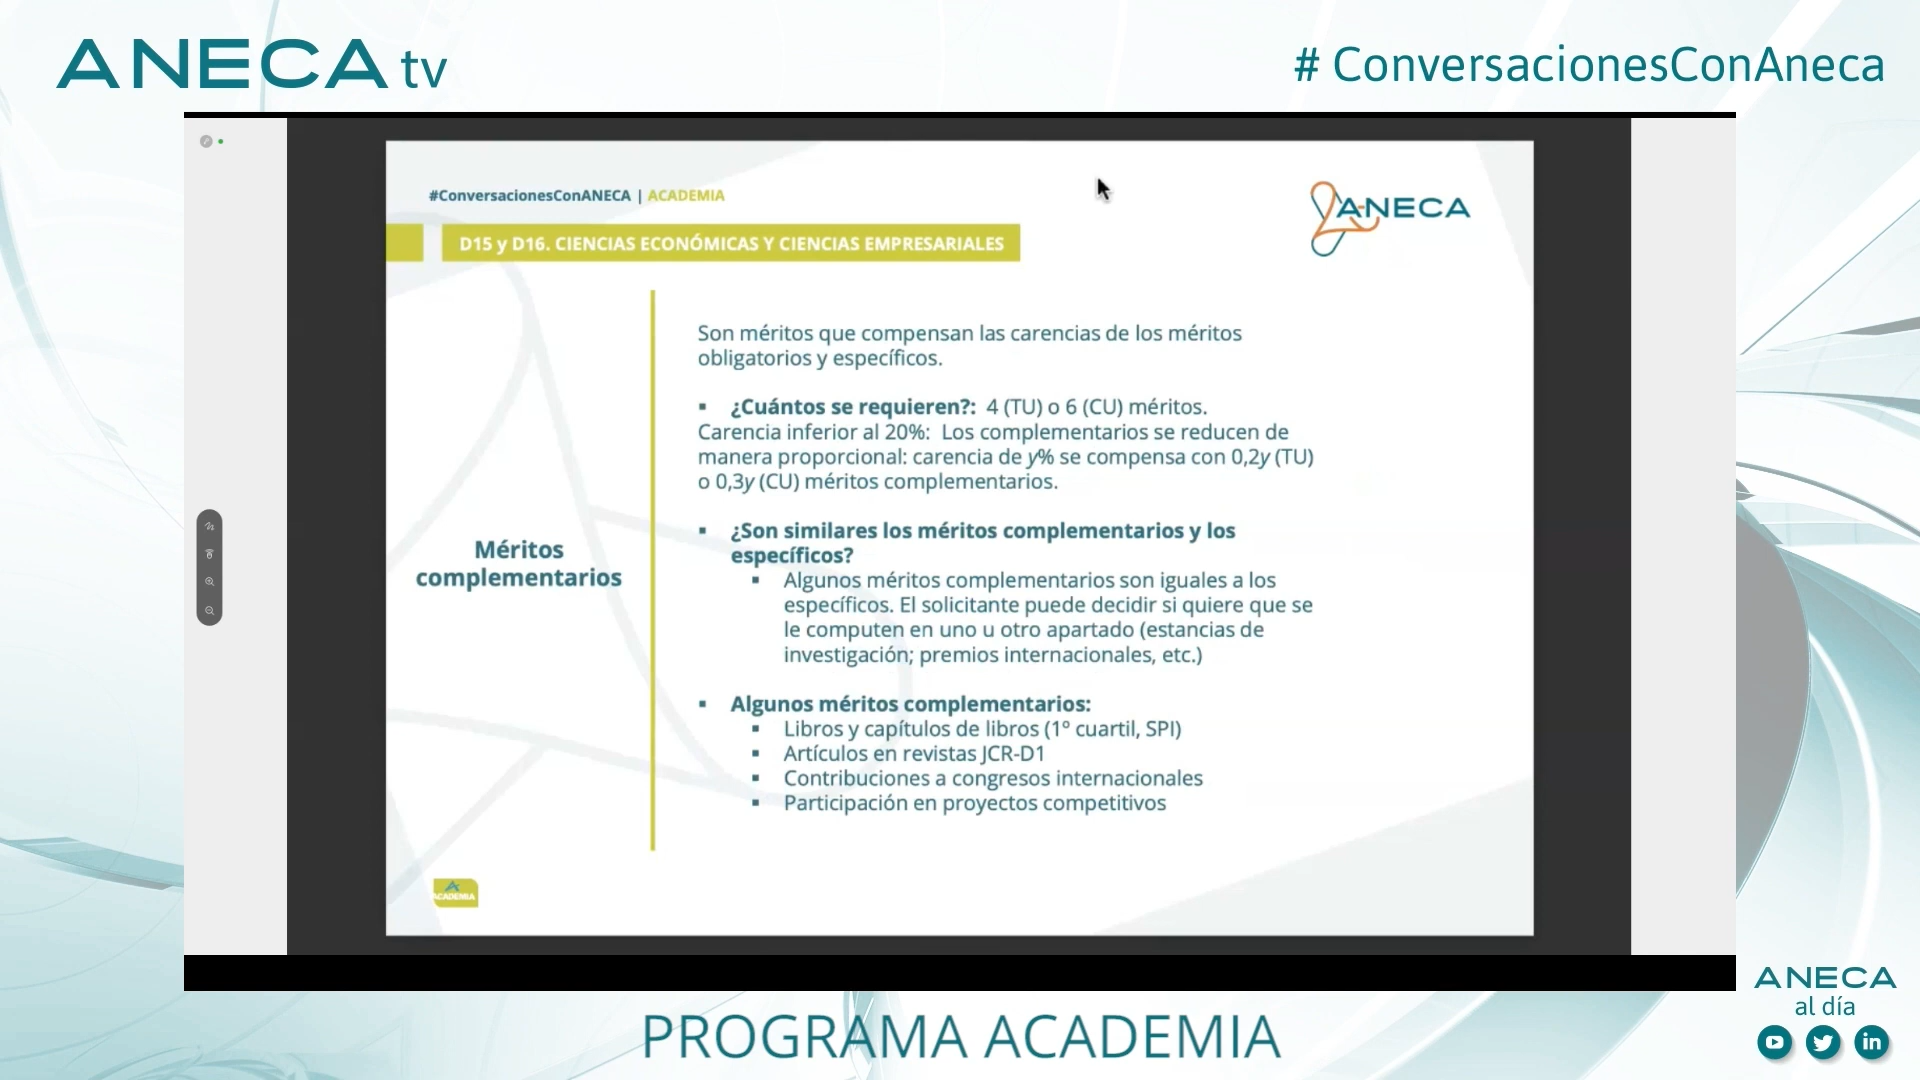 ANECA tv
# ConversacionesConAneca
#ConversacionesConANECA | ACADEMIA
ANECA
D15 y D16. CIENCIAS ECONÓMICAS Y CIENCIAS EMPRESARIALES
Méritos
complementarios
Son méritos que compensan las carencias de los méritos
obligatorios y específicos.
▪ ¿Cuántos se requieren?: 4 (TU) o 6 (CU) méritos.
Carencia inferior al 20%: Los complementarios se reducen de
manera proporcional: carencia de y% se compensa con 0,2y (TU)
o 0,3y (CU) méritos complementarios.
▪ ¿Son similares los méritos complementarios y los
específicos?
▪ Algunos méritos complementarios son iguales a los
específicos. El solicitante puede decidir si quiere que se
le computen en uno u otro apartado (estancias de
investigación; premios internacionales, etc.)
▪ Algunos méritos complementarios:
▪ Libros y capítulos de libros (1º cuartil, SPI)
▪ Artículos en revistas JCR-D1
▪ Contribuciones a congresos internacionales
▪ Participación en proyectos competitivos
ACADEMIA
PROGRAMA ACADEMIA
ANECA
al día
in